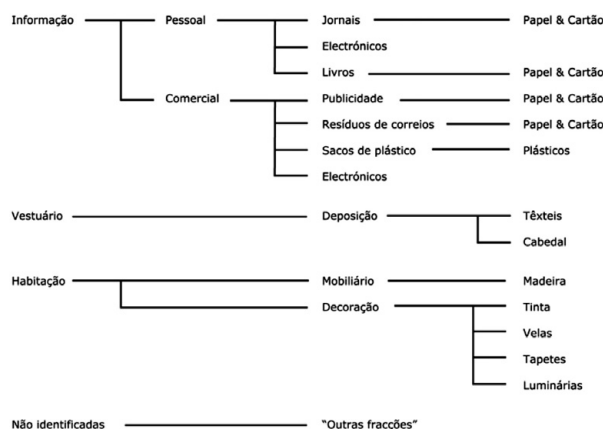 Informação Pessoal Jornais Papel & Cartão
Electrónicos
Livros Papel & Cartão
Comercial Publicidade Papel & Cartão
Resíduos de correios Papel & Cartão
Sacos de plástico Plásticos
Electrónicos
Vestuário Deposição Têxteis
Cabedal
Habitação Mobiliário Madeira
Decoração Tinta
Velas
Tapetes
Luminárias
Não identificadas "Outras fracções"